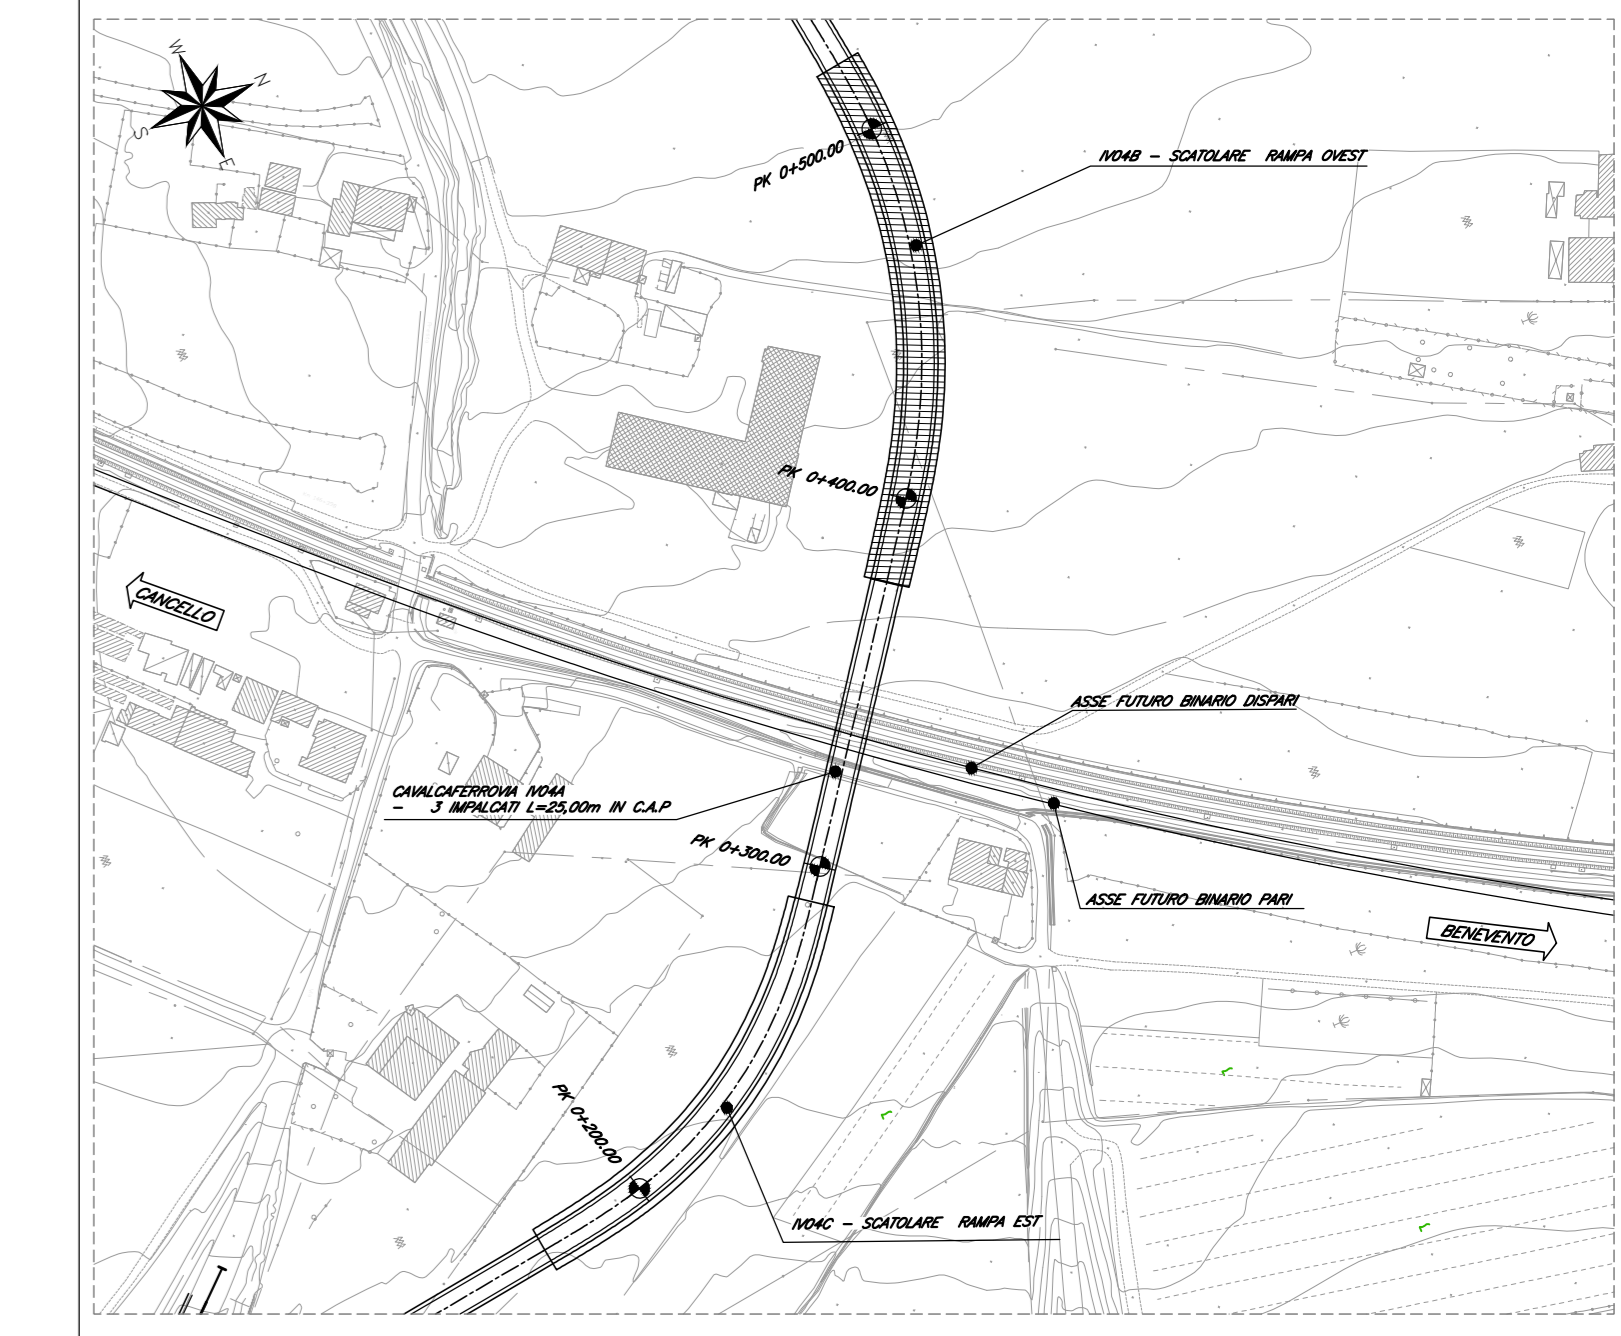 W
N
S
E
PK 0+500.00
IV04B - SCATOLARE RAMPA OVEST
PK 0+400.00
CANCELLO
ASSE FUTURO BINARIO DISPARI
CAVALCAFERROVIA IV04A
- 3 IMPALCATI L=25,00m IN C.A.P
PK 0+300.00
ASSE FUTURO BINARIO PARI
BENEVENTO
PK 0+200.00
IV04C - SCATOLARE RAMPA EST